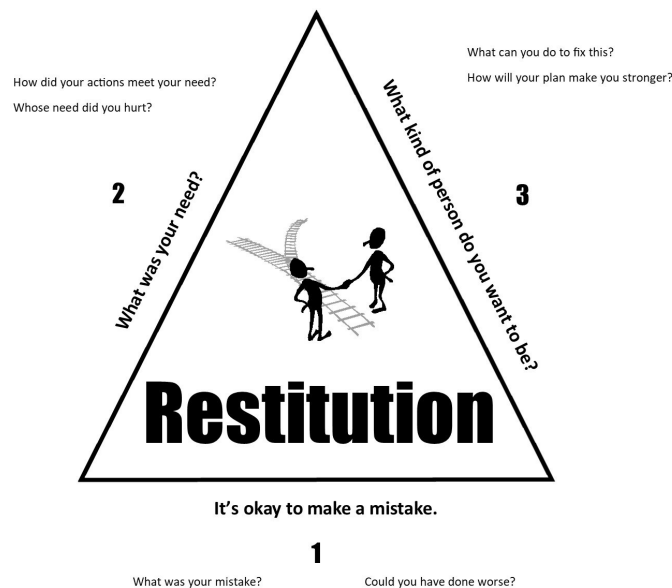 What can you do to fix this?
How will your plan make you stronger?
How did your actions meet your need?
Whose need did you hurt?
2
What was your need?
What kind of person do you want to be?
3
Restitution
It's okay to make a mistake.
1
What was your mistake?
Could you have done worse?